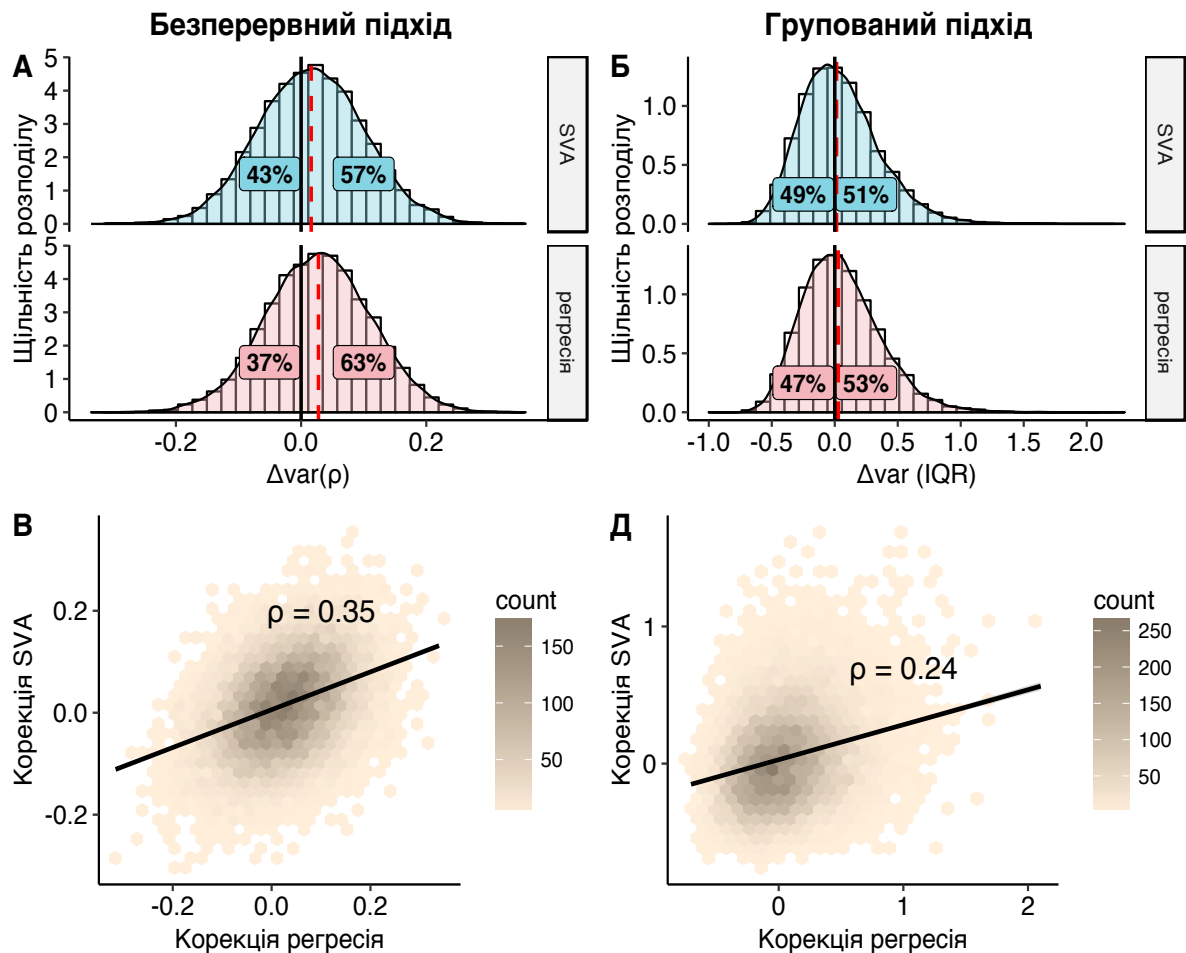 Безперервний підхід
Групований підхід
А
Щільність розподілу
5
4
3
2
1
0
43%
57%
SVA
5
4
3
2
1
0
37%
63%
регресія
-0.2
0.0
0.2
Δvar(ρ)
Б
Щільність розподілу
1.0
0.5
0.0
49%
51%
SVA
1.0
0.5
0.0
47%
53%
регресія
-1.0
-0.5
0.0
0.5
1.0
1.5
2.0
Δvar (IQR)
В
Корекція SVA
0.2
0.0
-0.2
ρ = 0.35
-0.2
0.0
0.2
Корекція регресія
count
150
100
50
Д
Корекція SVA
1
0
ρ = 0.24
0
1
2
Корекція регресія
count
250
200
150
100
50